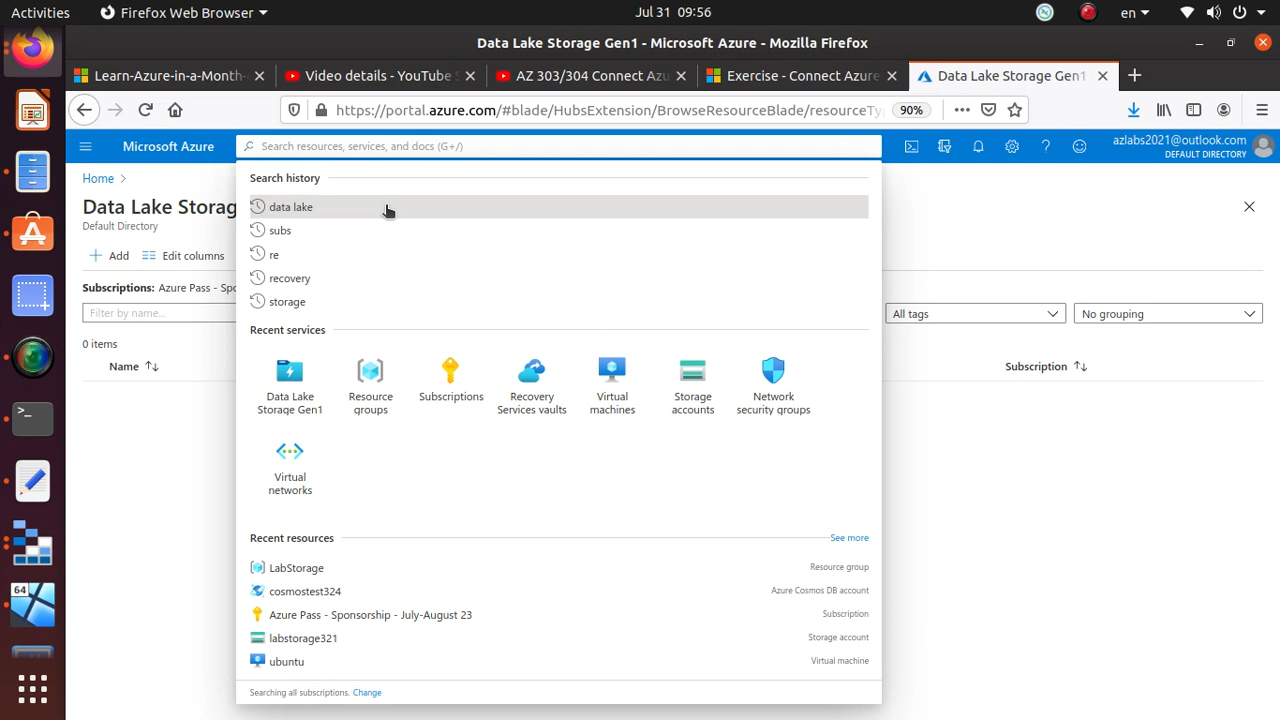 Activities
Firefox Web Browser
Jul 31 09:56
en
Data Lake Storage Gen1 - Microsoft Azure - Mozilla Firefox
Learn-Azure-in-a-Month-
Video details - YouTube S
AZ 303/304 Connect Azu
Exercise - Connect Azure
Data Lake Storage Gen1
https://portal.azure.com/#blade/HubsExtension/BrowseResourceBlade/resourceTy
90%
Microsoft Azure
Search resources, services, and docs (G+/)
azlabs2021@outlook.com
DEFAULT DIRECTORY
Home
Data Lake Storag
Default Directory
Add
Edit columns
Subscriptions: Azure Pass - Spo
Filter by name...
All tags
No grouping
0 items
Name
Subscription
Search history
data lake
subs
re
recovery
storage
Recent services
Data Lake Storage Gen1
Resource groups
Subscriptions
Recovery Services vaults
Virtual machines
Storage accounts
Network security groups
Virtual networks
Recent resources
See more
LabStorage
Resource group
cosmostest324
Azure Cosmos DB account
Azure Pass - Sponsorship - July-August 23
Subscription
labstorage321
Storage account
ubuntu
Virtual machine
Searching all subscriptions. Change
64